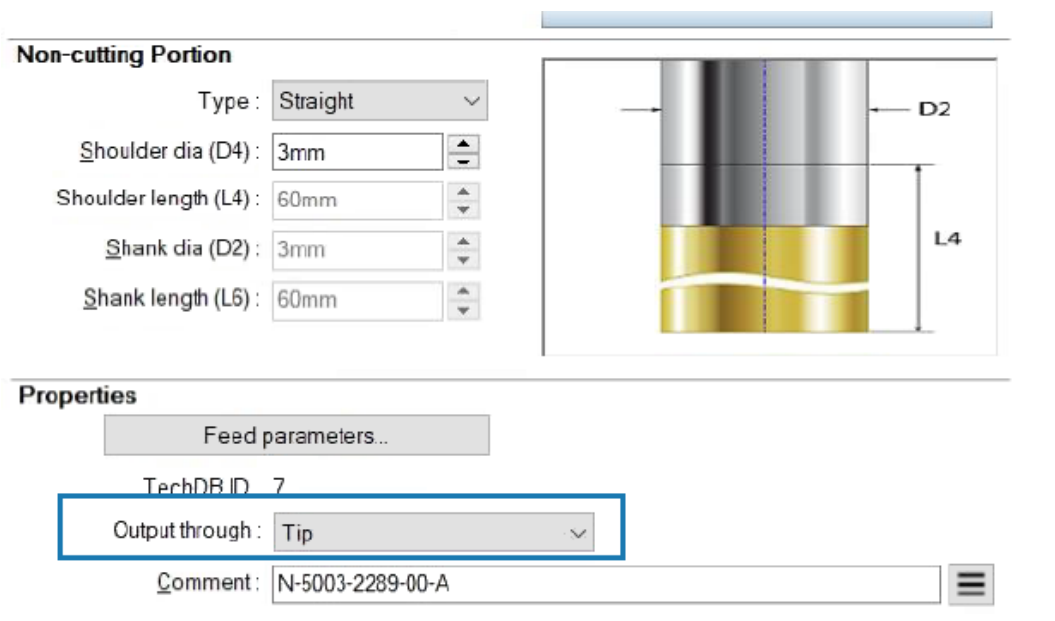 Non-cutting Portion
Type : Straight
Shoulder dia (D4) : 3mm
Shoulder length (L4) : 60mm
Shank dia (D2) : 3mm
Shank length (L6) : 60mm
D2
L4
Properties
Feed parameters...
TechDB ID 7
Output through : Tip
Comment : N-5003-2289-00-A